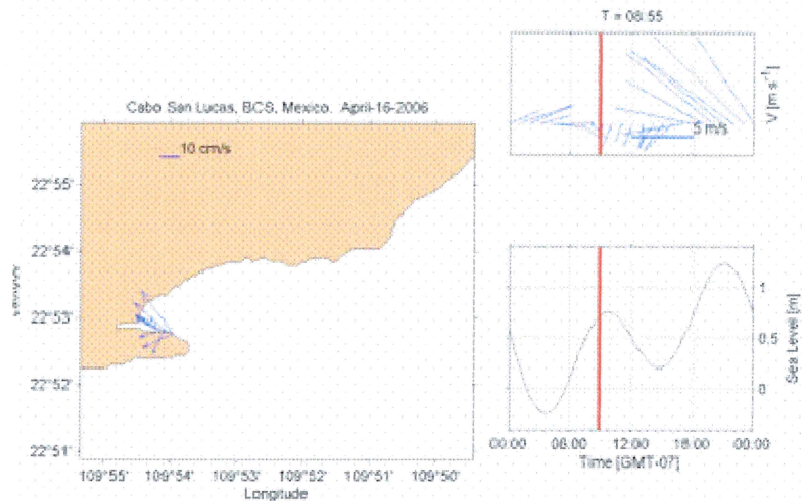 T = 08:55
V [m s⁻¹]
5 m/s
Cabo San Lucas, BCS, Mexico. April-16-2006
10 cm/s
22°55'
22°54'
22°53'
22°52'
22°51'
109°55' 109°54' 109°53' 109°52' 109°51' 109°50'
Longitude
1
0.5
0
Sea Level [m]
00:00 06:00 12:00 18:00 00:00
Time [GMT-07]